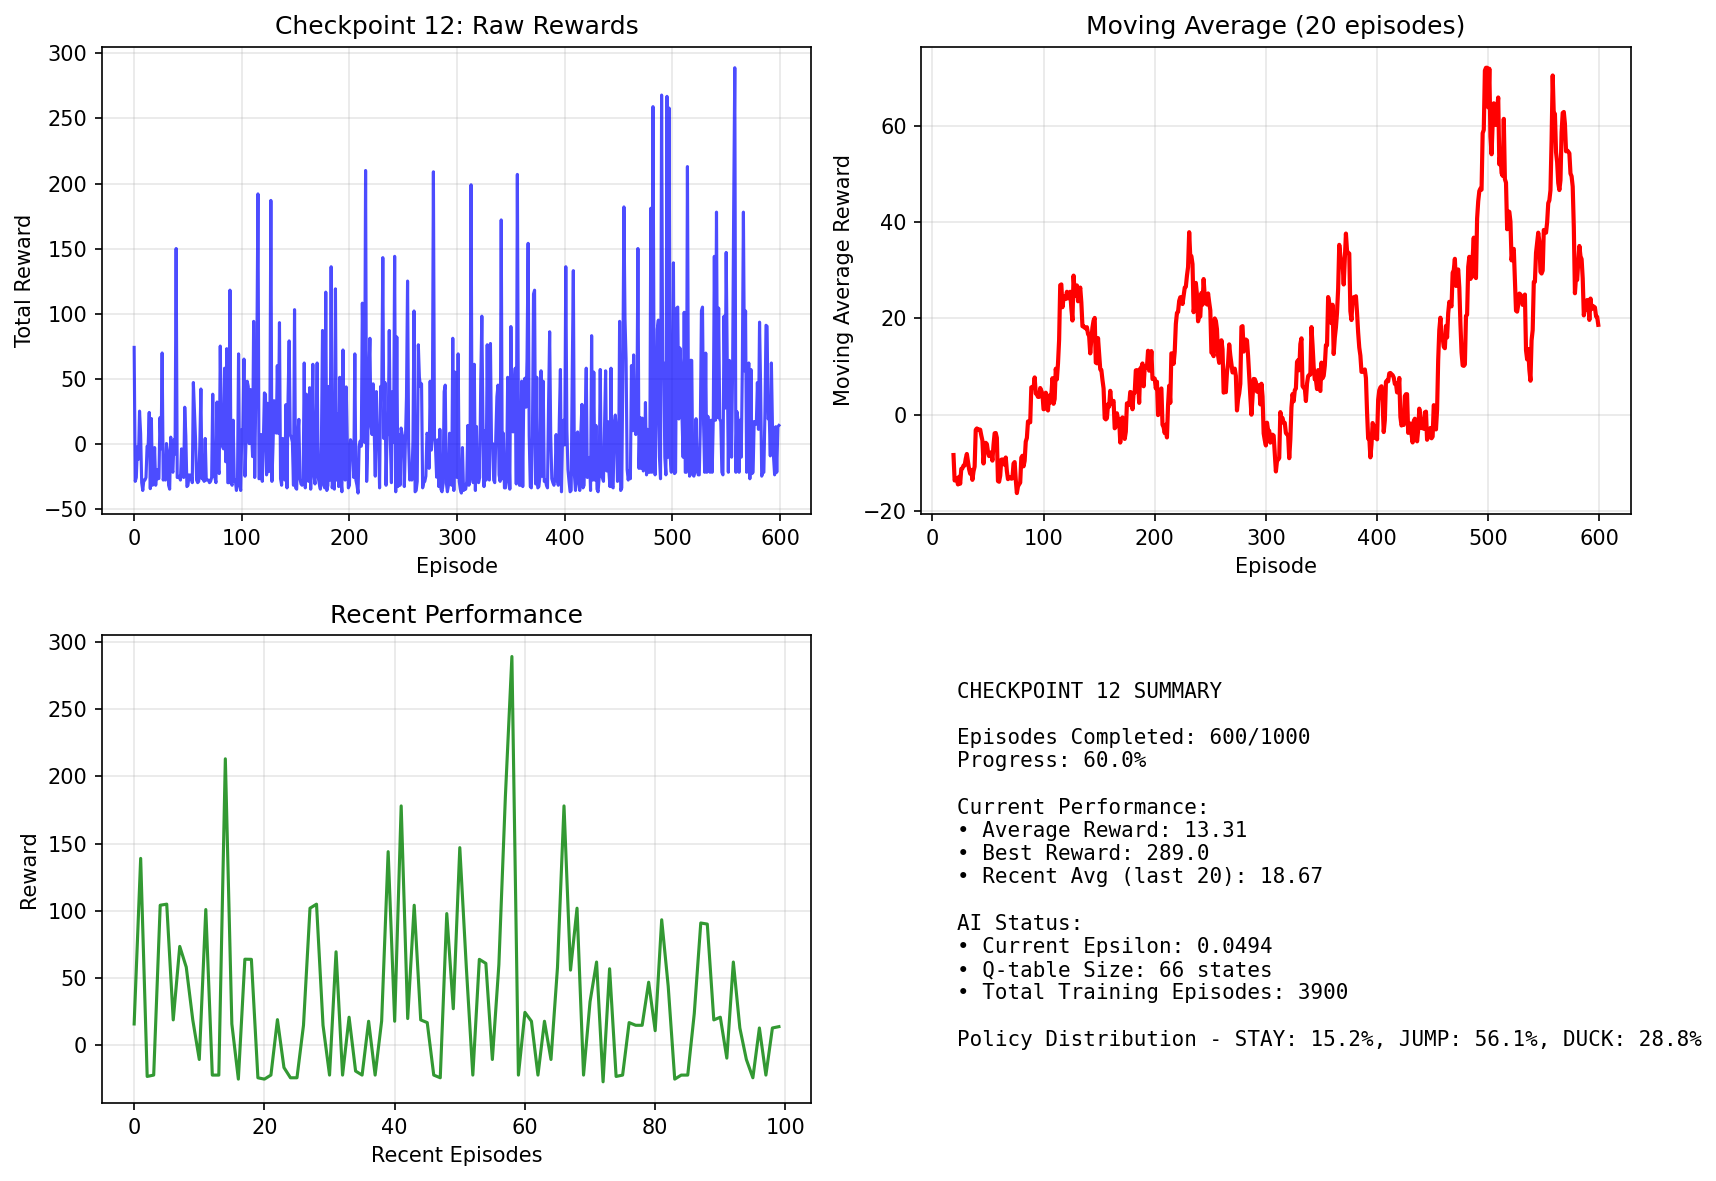 Checkpoint 12: Raw Rewards
300
250
200
150
100
50
0
−50
Total Reward
0 100 200 300 400 500 600
Episode
Moving Average (20 episodes)
60
40
20
0
−20
Moving Average Reward
0 100 200 300 400 500 600
Episode
Recent Performance
300
250
200
150
100
50
0
Reward
0 20 40 60 80 100
Recent Episodes
CHECKPOINT 12 SUMMARY
Episodes Completed: 600/1000
Progress: 60.0%
Current Performance:
• Average Reward: 13.31
• Best Reward: 289.0
• Recent Avg (last 20): 18.67
AI Status:
• Current Epsilon: 0.0494
• Q-table Size: 66 states
• Total Training Episodes: 3900
Policy Distribution - STAY: 15.2%, JUMP: 56.1%, DUCK: 28.8%